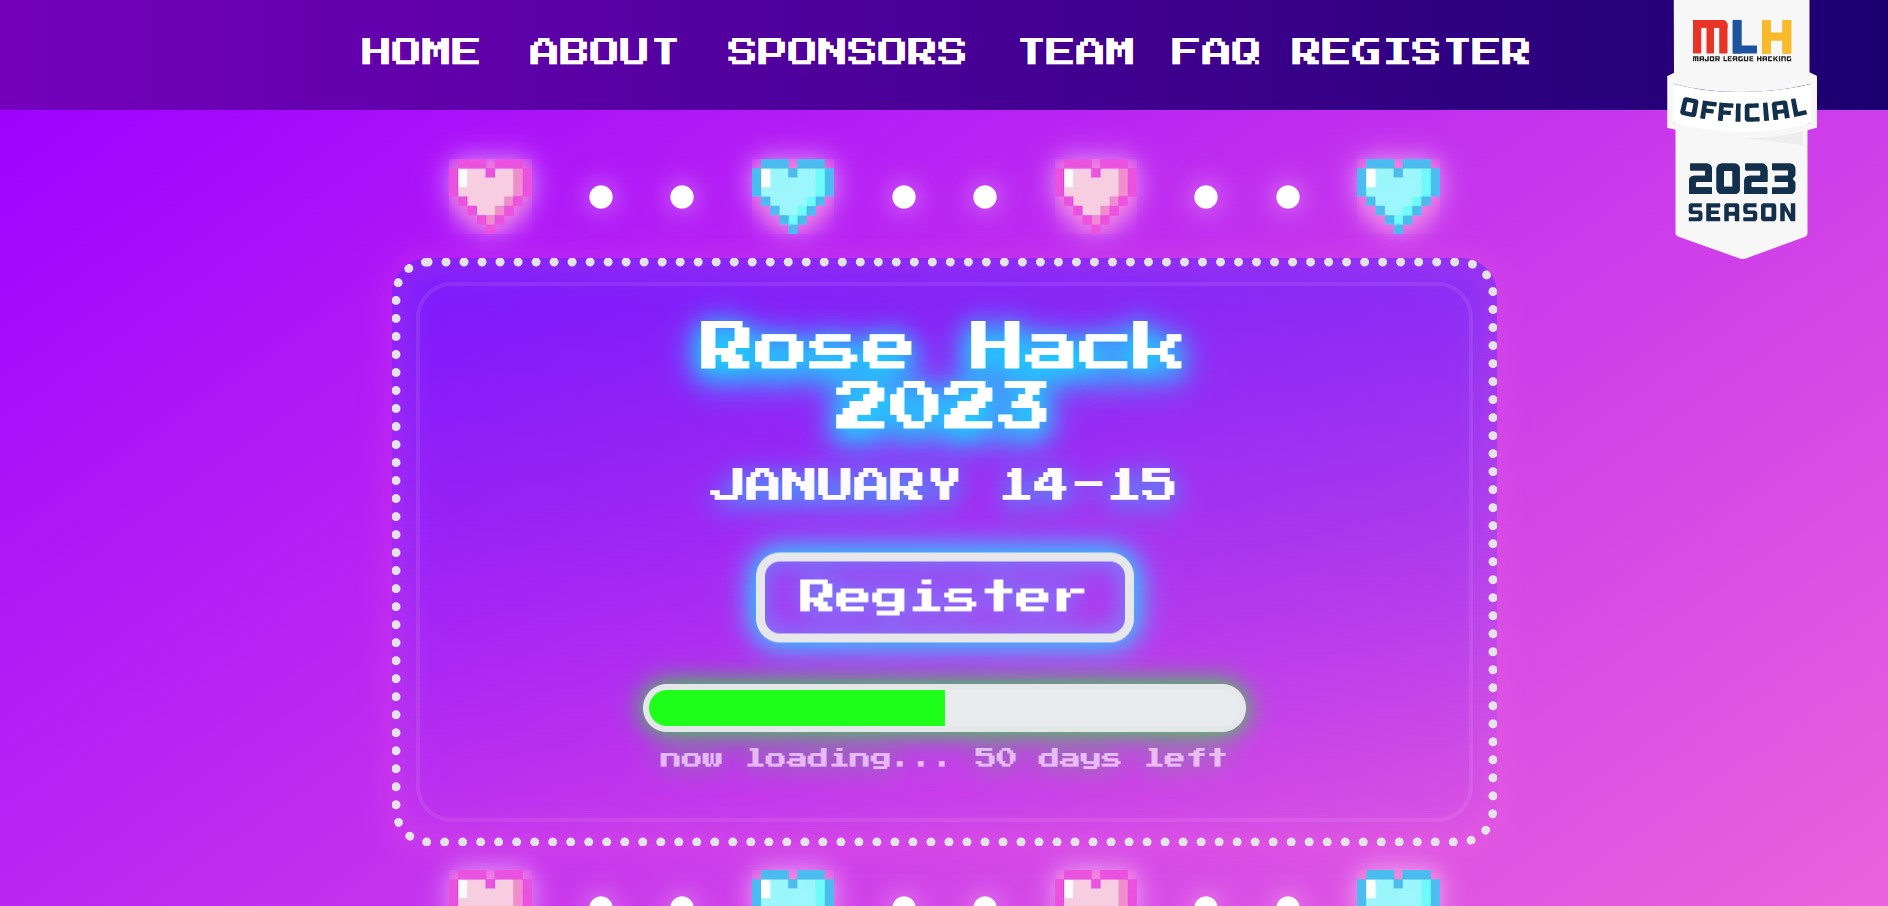 HOME ABOUT SPONSORS TEAM FAQ REGISTER
MLH
MAJOR LEAGUE HACKING
OFFICIAL
2023
SEASON
Rose Hack
2023
JANUARY 14-15
Register
now loading... 50 days left